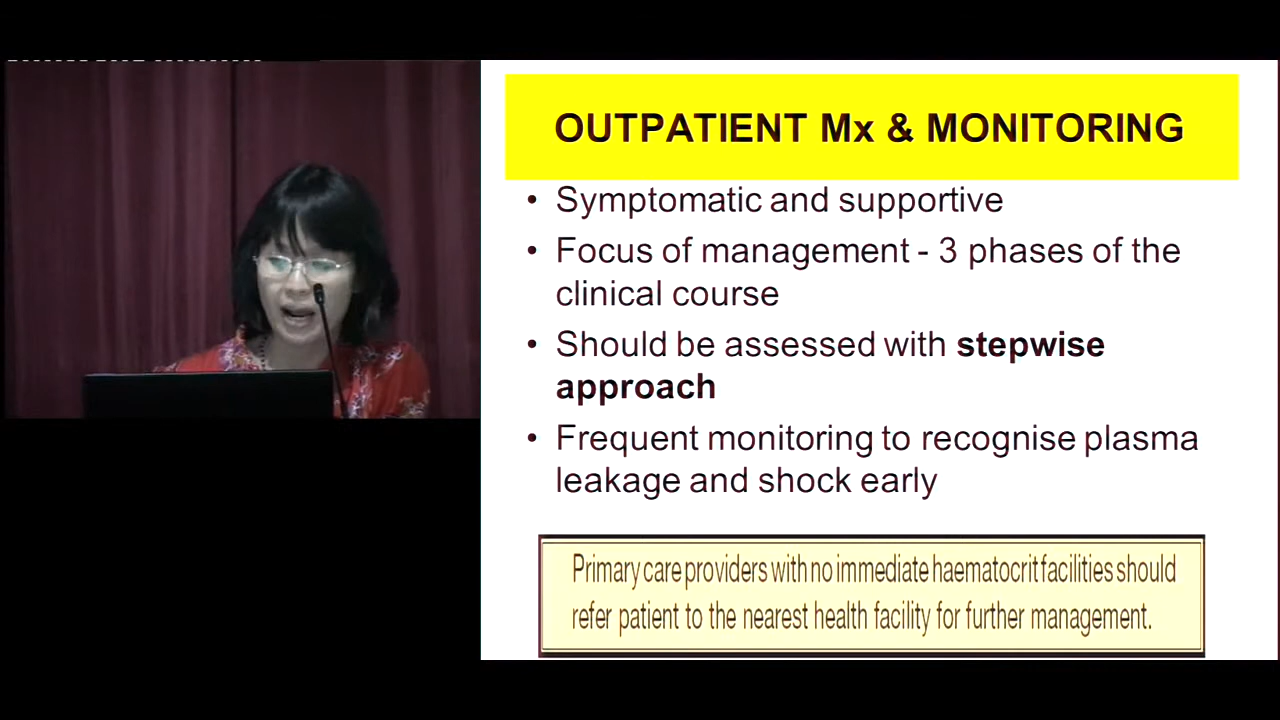 OUTPATIENT Mx & MONITORING
• Symptomatic and supportive
• Focus of management - 3 phases of the
clinical course
• Should be assessed with stepwise
approach
• Frequent monitoring to recognise plasma
leakage and shock early
Primary care providers with no immediate haematocrit facilities should
refer patient to the nearest health facility for further management.